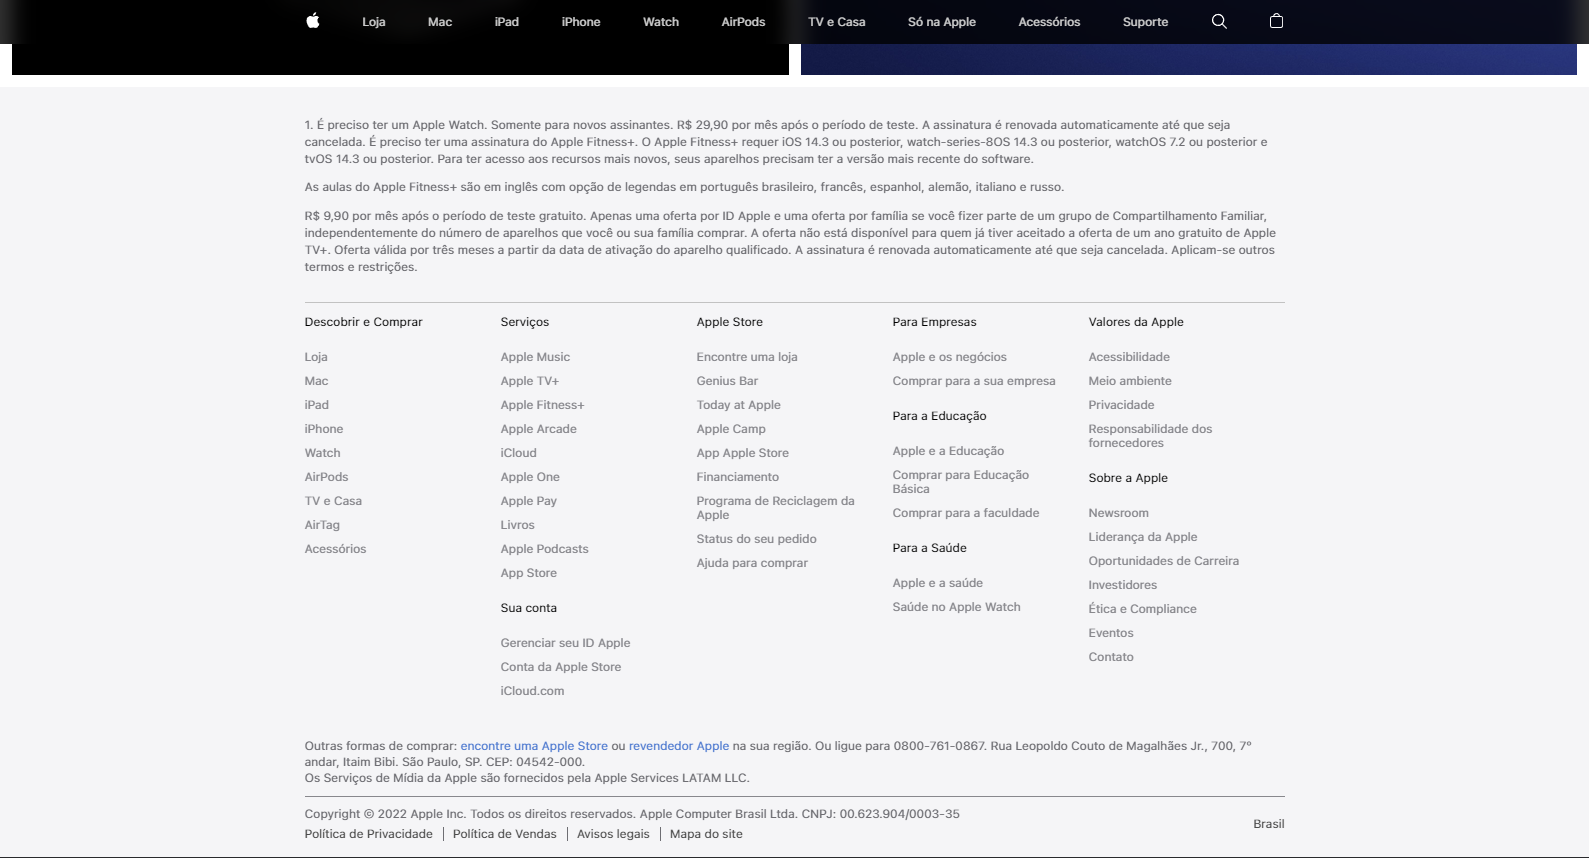 Loja
Mac
iPad
iPhone
Watch
AirPods
TV e Casa
Só na Apple
Acessórios
Suporte
1. É preciso ter um Apple Watch. Somente para novos assinantes. R$ 29,90 por mês após o período de teste. A assinatura é renovada automaticamente até que seja
cancelada. É preciso ter uma assinatura do Apple Fitness+. O Apple Fitness+ requer iOS 14.3 ou posterior, watch-series-8OS 14.3 ou posterior, watchOS 7.2 ou posterior e
tvOS 14.3 ou posterior. Para ter acesso aos recursos mais novos, seus aparelhos precisam ter a versão mais recente do software.
As aulas do Apple Fitness+ são em inglês com opção de legendas em português brasileiro, francês, espanhol, alemão, italiano e russo.
R$ 9,90 por mês após o período de teste gratuito. Apenas uma oferta por ID Apple e uma oferta por família se você fizer parte de um grupo de Compartilhamento Familiar,
independentemente do número de aparelhos que você ou sua família comprar. A oferta não está disponível para quem já tiver aceitado a oferta de um ano gratuito de Apple
TV+. Oferta válida por três meses a partir da data de ativação do aparelho qualificado. A assinatura é renovada automaticamente até que seja cancelada. Aplicam-se outros
termos e restrições.
Descobrir e Comprar
Loja
Mac
iPad
iPhone
Watch
AirPods
TV e Casa
AirTag
Acessórios
Serviços
Apple Music
Apple TV+
Apple Fitness+
Apple Arcade
iCloud
Apple One
Apple Pay
Livros
Apple Podcasts
App Store
Sua conta
Gerenciar seu ID Apple
Conta da Apple Store
iCloud.com
Apple Store
Encontre uma loja
Genius Bar
Today at Apple
Apple Camp
App Apple Store
Financiamento
Programa de Reciclagem da
Apple
Status do seu pedido
Ajuda para comprar
Para Empresas
Apple e os negócios
Comprar para a sua empresa
Para a Educação
Apple e a Educação
Comprar para Educação
Básica
Comprar para a faculdade
Para a Saúde
Apple e a saúde
Saúde no Apple Watch
Valores da Apple
Acessibilidade
Meio ambiente
Privacidade
Responsabilidade dos
fornecedores
Sobre a Apple
Newsroom
Liderança da Apple
Oportunidades de Carreira
Investidores
Ética e Compliance
Eventos
Contato
Outras formas de comprar: encontre uma Apple Store ou revendedor Apple na sua região. Ou ligue para 0800-761-0867. Rua Leopoldo Couto de Magalhães Jr., 700, 7º
andar, Itaim Bibi. São Paulo, SP. CEP: 04542-000.
Os Serviços de Mídia da Apple são fornecidos pela Apple Services LATAM LLC.
Copyright © 2022 Apple Inc. Todos os direitos reservados. Apple Computer Brasil Ltda. CNPJ: 00.623.904/0003-35
Política de Privacidade | Política de Vendas | Avisos legais | Mapa do site
Brasil